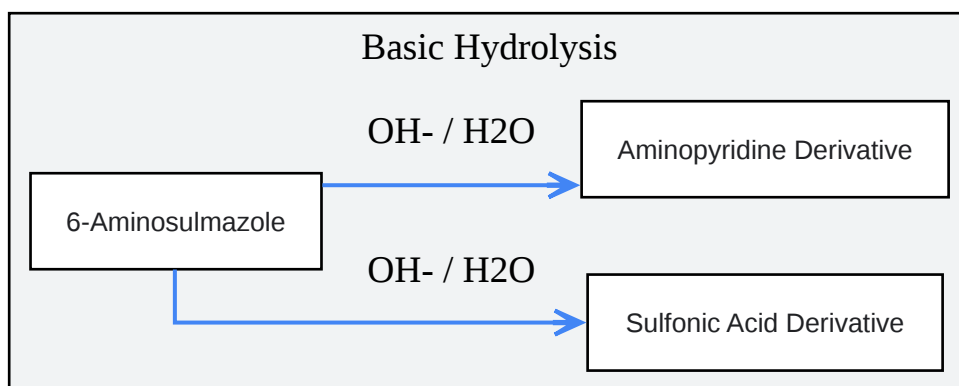 Basic Hydrolysis
OH- / H2O
Aminopyridine Derivative
6-Aminosulmazole
OH- / H2O
Sulfonic Acid Derivative